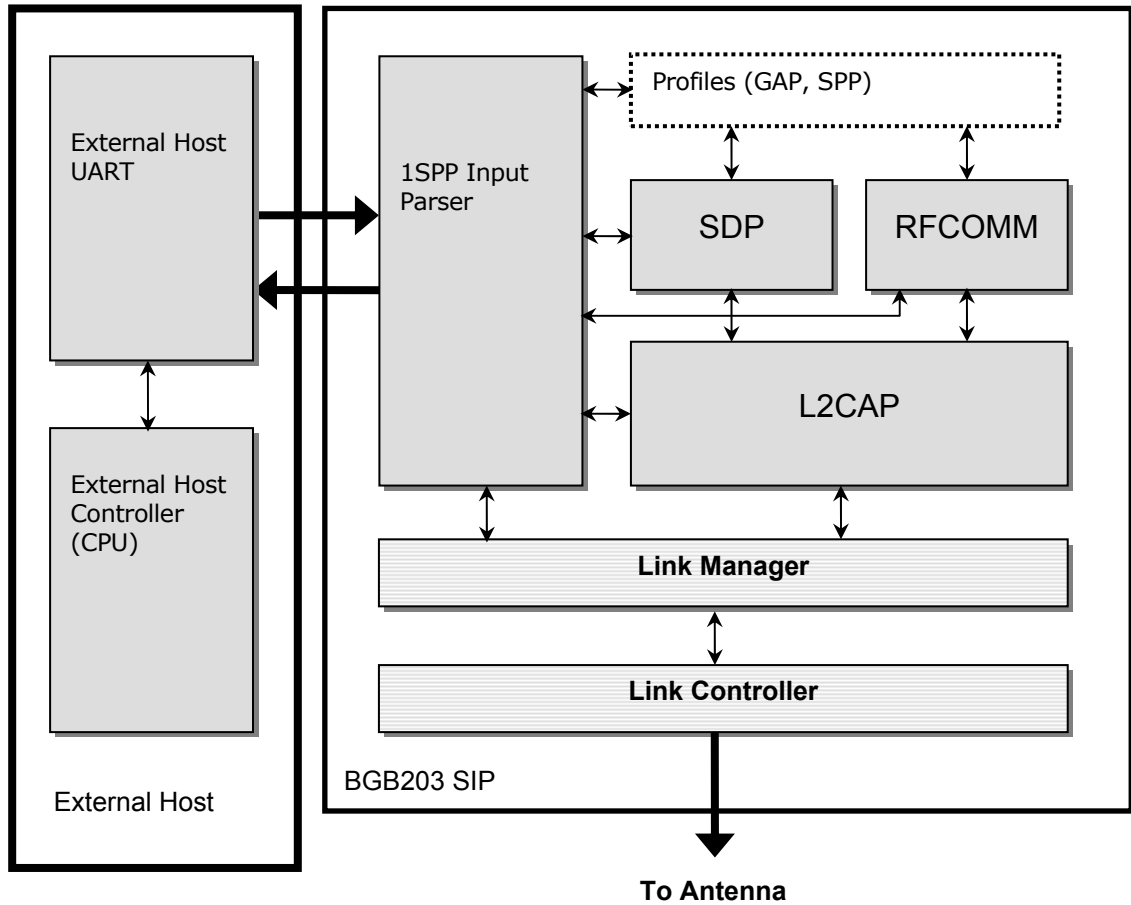 External Host
UART
External Host
Controller
(CPU)
External Host
1SPP Input
Parser
Profiles (GAP, SPP)
SDP
RFCOMM
L2CAP
Link Manager
Link Controller
BGB203 SIP
To Antenna